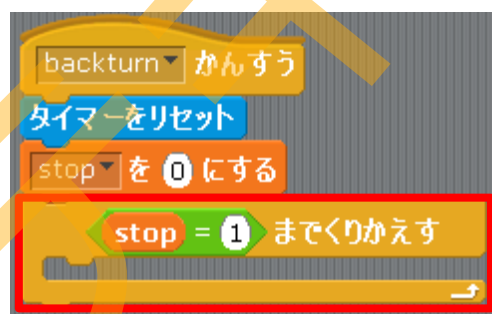 backturn かんすう
タイマーをリセット
stop を 0 にする
stop = 1 までくりかえす